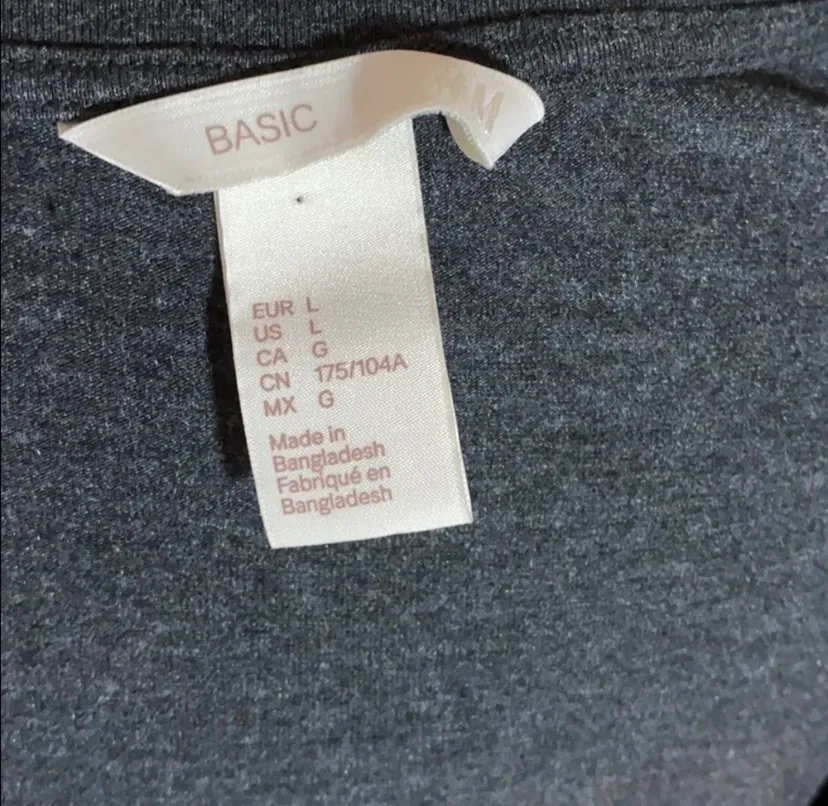 BASIC
H&M
EUR L
US L
CA G
CN 175/104A
MX G
Made in
Bangladesh
Fabriqué en
Bangladesh